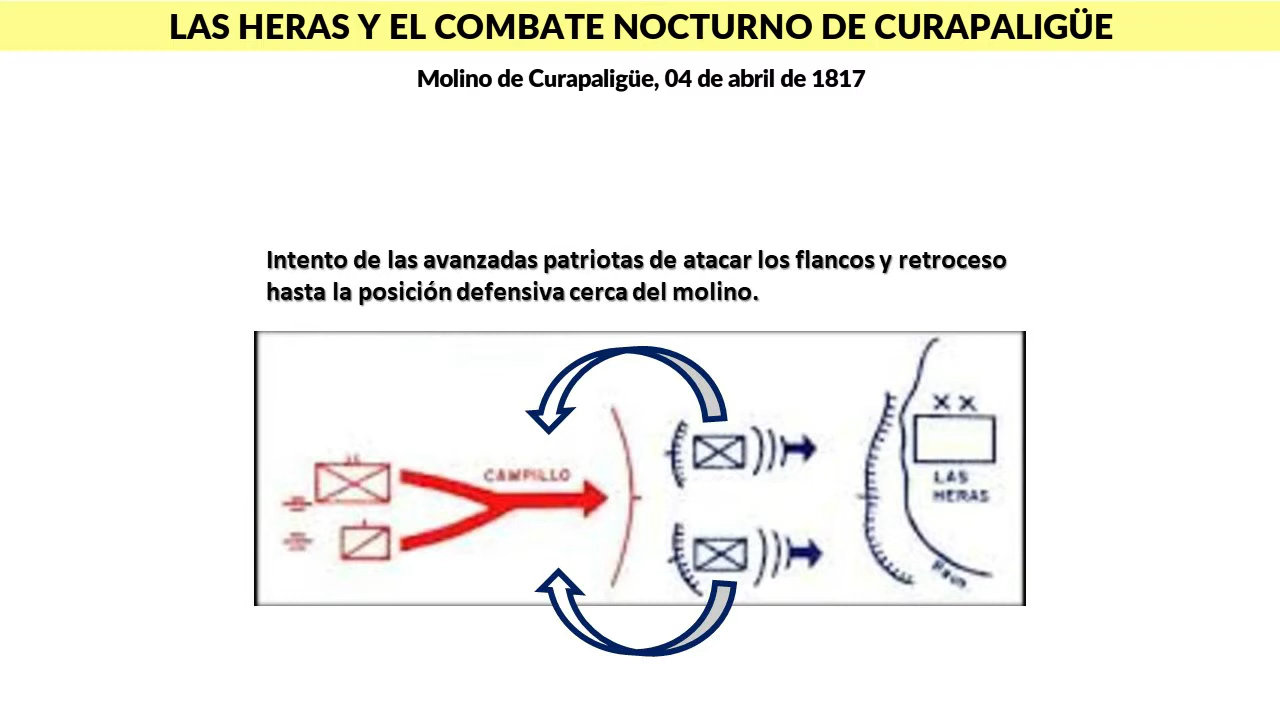 LAS HERAS Y EL COMBATE NOCTURNO DE CURAPALIGÜE
Molino de Curapaligüe, 04 de abril de 1817
Intento de las avanzadas patriotas de atacar los flancos y retroceso
hasta la posición defensiva cerca del molino.
CAMPILLO
X X
LAS
HERAS